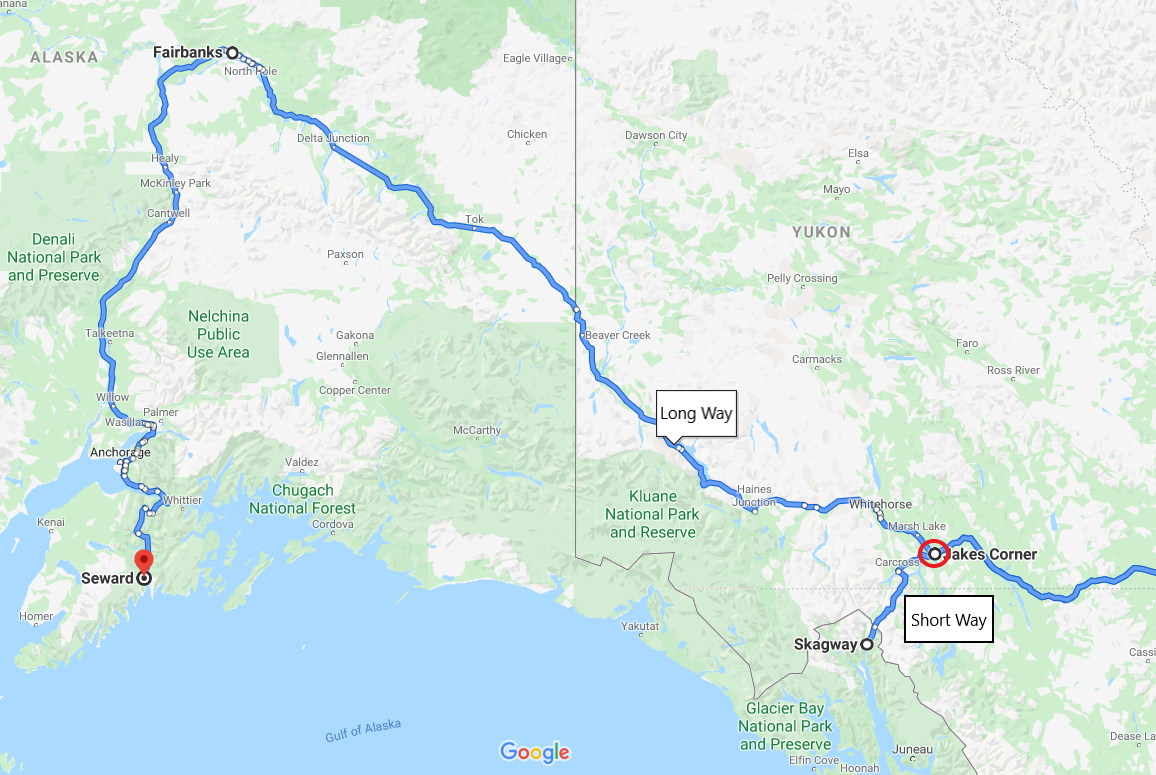 anana
ALASKA
Fairbanks
North Pole
Eagle Village
Chicken
Dawson City
Elsa
Mayo
Delta Junction
Healy
McKinley Park
Cantwell
Tok
YUKON
Denali
National Park
and Preserve
Paxson
Pelly Crossing
Nelchina
Public
Use Area
Talkeetna
Gakona
Glennallen
Copper Center
Beaver Creek
Faro
Carmacks
Ross River
Willow
Palmer
Wasilla
Long Way
McCarthy
Anchorage
Valdez
Chugach
National Forest
Cordova
Whittier
Kenai
Kluane
National Park
and Reserve
Haines
Junction
Whitehorse
Marsh Lake
Jakes Corner
Carcross
Seward
Homer
Short Way
Yakutat
Skagway
Cassi
Glacier Bay
National Park
and Preserve
Gulf of Alaska
Google
Elfin Cove
Juneau
Hoonah
Dease La